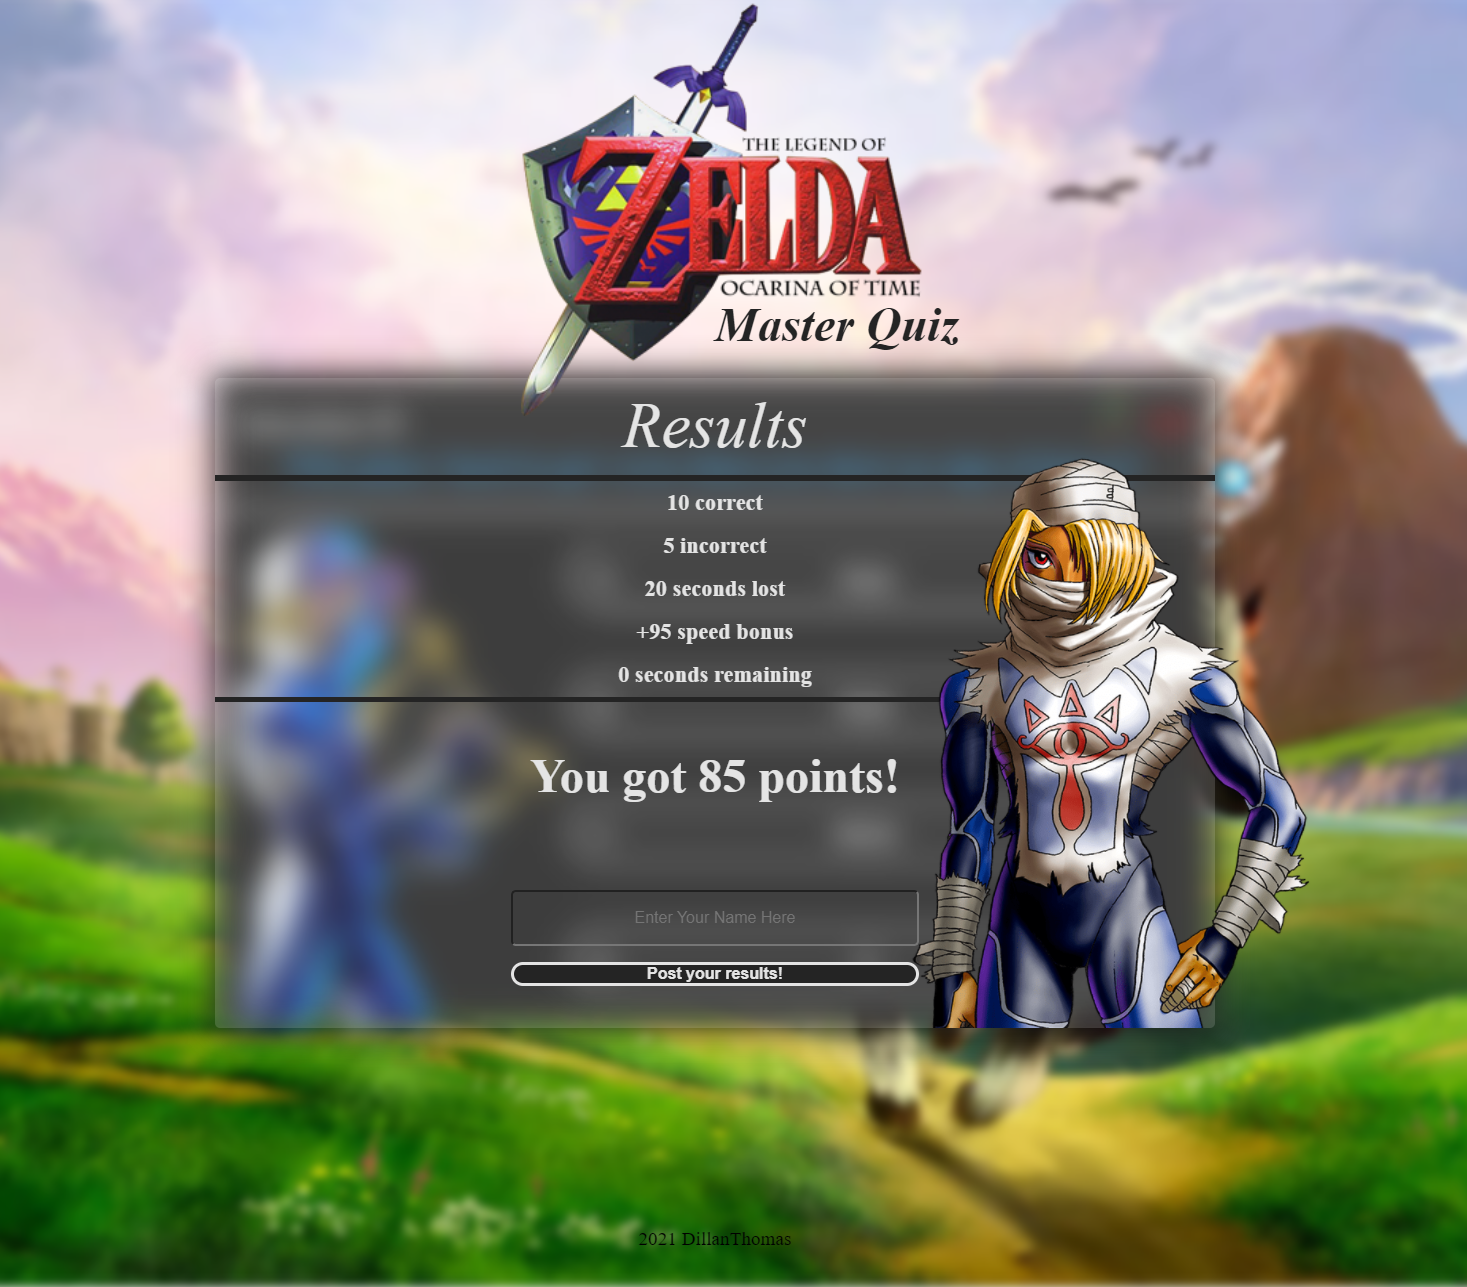 THE LEGEND OF
ZELDA
OCARINA OF TIME
Master Quiz
Results
10 correct
5 incorrect
20 seconds lost
+95 speed bonus
0 seconds remaining
You got 85 points!
Enter Your Name Here
Post your results!
2021 DillanThomas